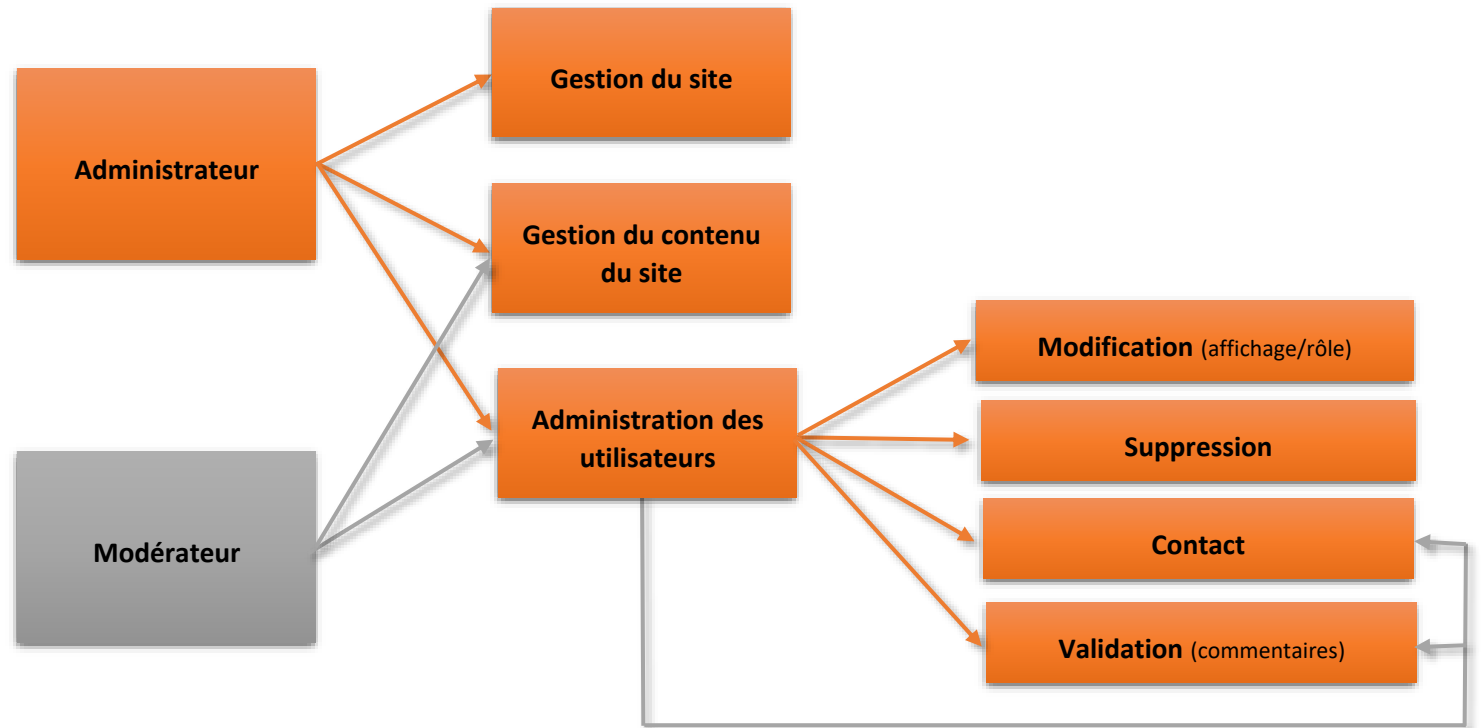 Gestion du site
Administrateur
Gestion du contenu
du site
Modification (affichage/rôle)
Administration des
utilisateurs
Suppression
Modérateur
Contact
Validation (commentaires)